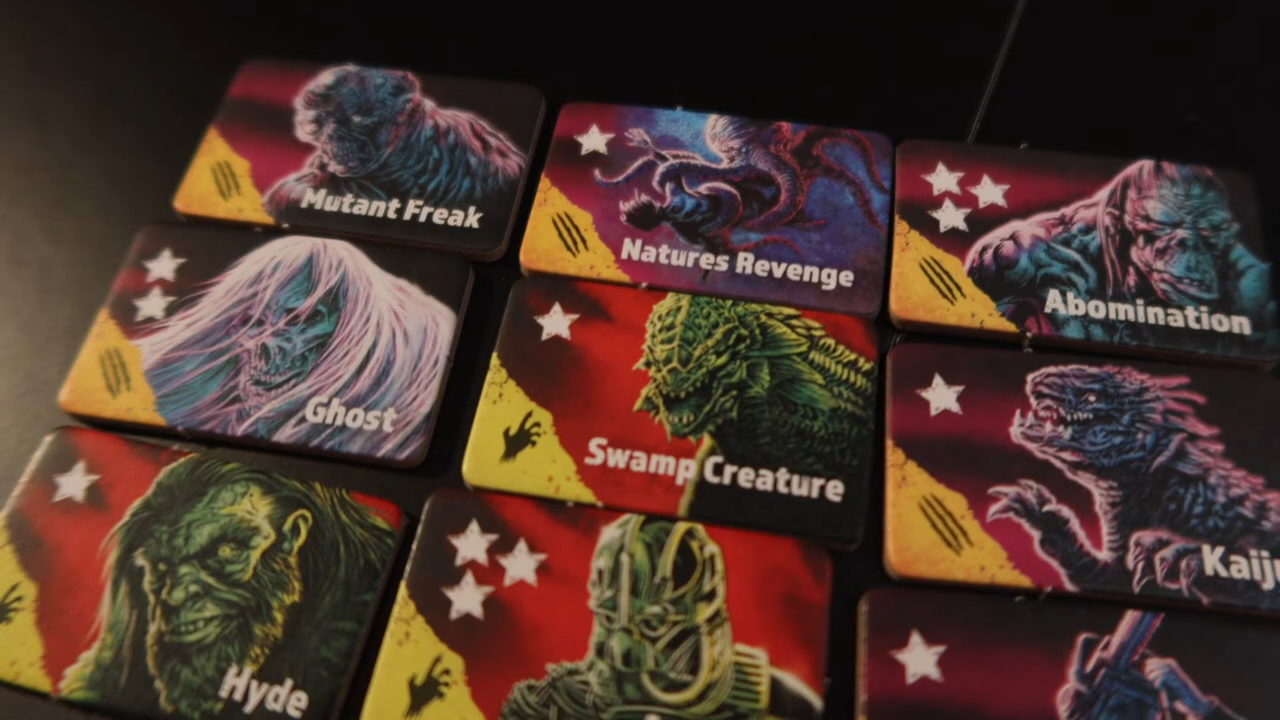 Mutant Freak
Natures Revenge
Abomination
Ghost
Swamp Creature
Hyde